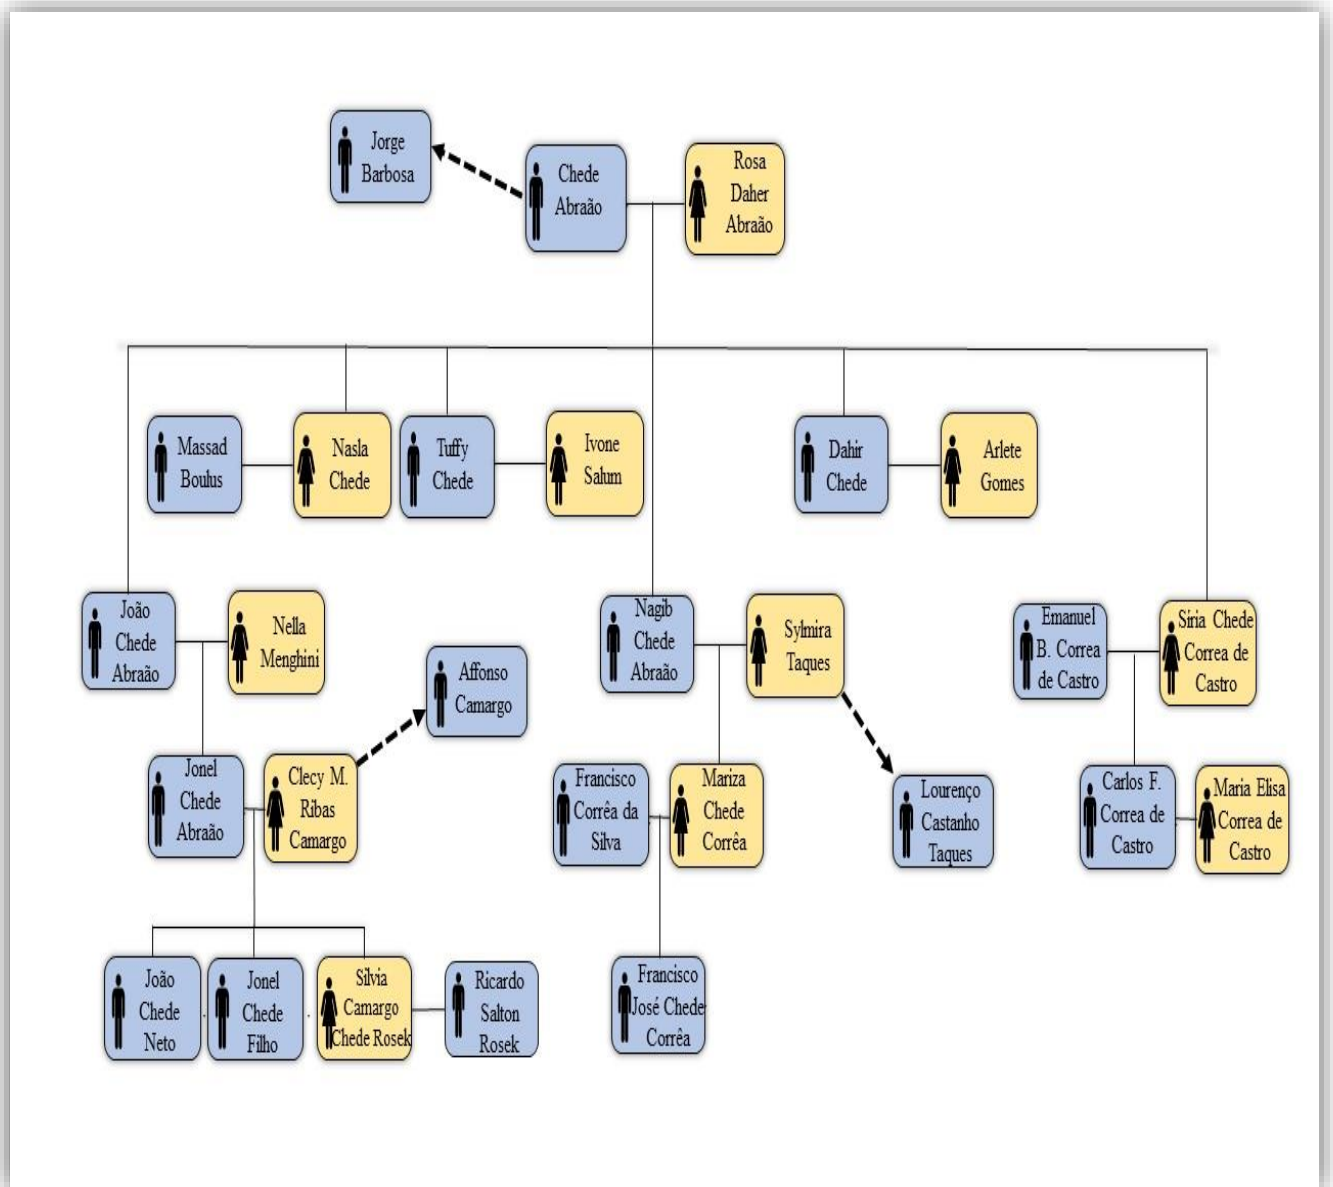 Jorge
Barbosa
Chede
Abraão
Rosa
Daher
Abraão
Massad
Boulus
Nasla
Chede
Tuffy
Chede
Ivone
Salum
Dahir
Chede
Arlete
Gomes
João
Chede
Abraão
Nella
Menghini
Affonso
Camargo
Nagib
Chede
Abraão
Sylmira
Taques
Emanuel
B. Correa
de Castro
Síria Chede
Correa de
Castro
Jonel
Chede
Abraão
Clecy M.
Ribas
Camargo
Francisco
Corrêa da
Silva
Mariza
Chede
Corrêa
Lourenço
Castanho
Taques
Carlos F.
Correa de
Castro
Maria Elisa
Correa de
Castro
João
Chede
Neto
Jonel
Chede
Filho
Silvia
Camargo
Chede Rosek
Ricardo
Salton
Rosek
Francisco
José Chede
Corrêa